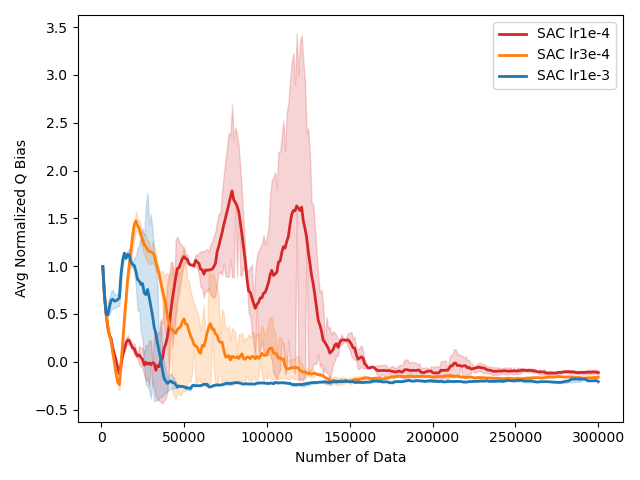 SAC lr1e-4
SAC lr3e-4
SAC lr1e-3
Avg Normalized Q Bias
3.5
3.0
2.5
2.0
1.5
1.0
0.5
0.0
−0.5
0 50000 100000 150000 200000 250000 300000
Number of Data